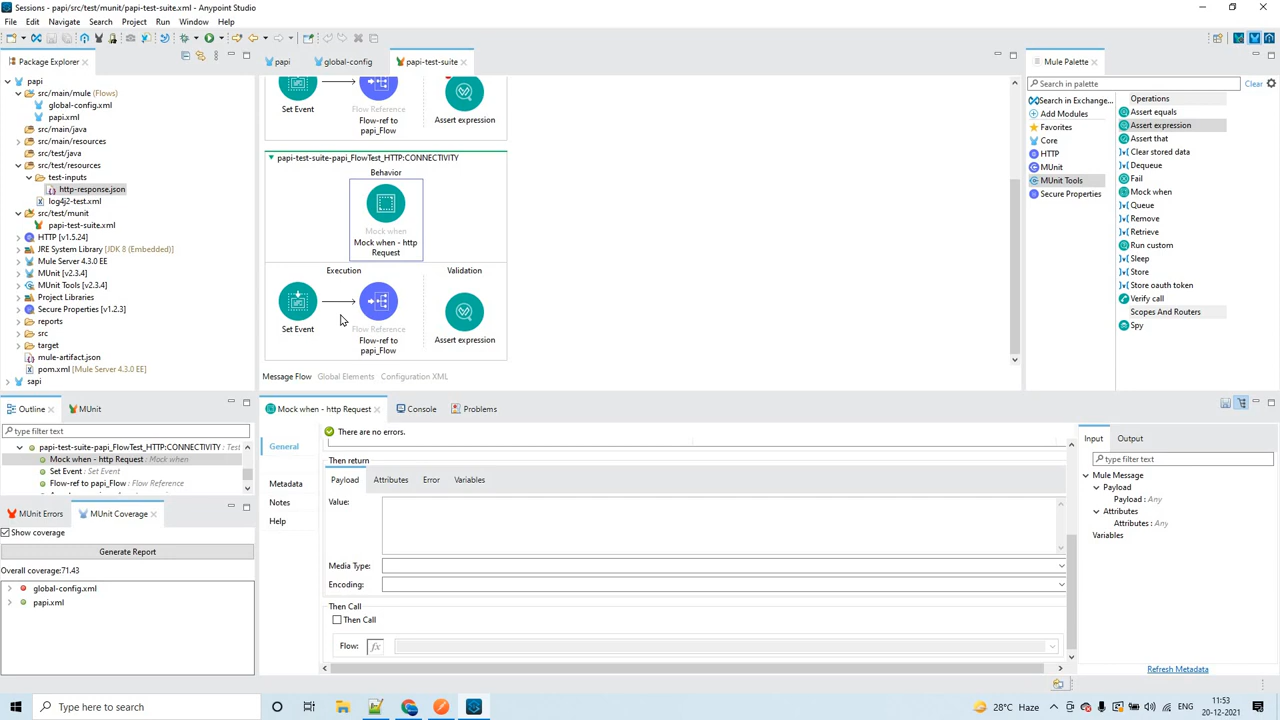 Sessions - papi/src/test/munit/papi-test-suite.xml - Anypoint Studio
File Edit Navigate Search Project Run Window Help
Package Explorer
papi
src/main/mule (Flows)
global-config.xml
papi.xml
src/main/java
src/main/resources
src/test/java
src/test/resources
test-inputs
http-response.json
log4j2-test.xml
src/test/munit
papi-test-suite.xml
HTTP [v1.5.24]
JRE System Library [JDK 8 (Embedded)]
Mule Server 4.3.0 EE
MUnit [v2.3.4]
MUnit Tools [v2.3.4]
Project Libraries
Secure Properties [v1.2.3]
reports
src
target
mule-artifact.json
pom.xml [Mule Server 4.3.0 EE]
sapi
papi
global-config
papi-test-suite
Set Event
Flow Reference
Flow-ref to
papi_Flow
Assert expression
papi-test-suite-papi_FlowTest_HTTP:CONNECTIVITY
Behavior
Mock when
Mock when - http
Request
Execution
Validation
Set Event
Flow Reference
Flow-ref to
papi_Flow
Assert expression
Message Flow Global Elements Configuration XML
Mule Palette
Search in palette
Clear
Search in Exchange...
Add Modules
Favorites
Core
HTTP
MUnit
MUnit Tools
Secure Properties
Operations
Assert equals
Assert expression
Assert that
Clear stored data
Dequeue
Fail
Mock when
Queue
Remove
Retrieve
Run custom
Sleep
Store
Store oauth token
Verify call
Scopes And Routers
Spy
Outline
MUnit
type filter text
papi-test-suite-papi_FlowTest_HTTP:CONNECTIVITY : Test
Mock when - http Request : Mock when
Set Event : Set Event
Flow-ref to papi_Flow : Flow Reference
MUnit Errors
MUnit Coverage
Show coverage
Generate Report
Overall coverage:71.43
global-config.xml
papi.xml
Mock when - http Request
Console
Problems
There are no errors.
General
Metadata
Notes
Help
Then return
Payload Attributes Error Variables
Value:
Media Type:
Encoding:
Then Call
Then Call
Flow: fx
Input Output
type filter text
Mule Message
Payload
Payload : Any
Attributes
Attributes : Any
Variables
Refresh Metadata
Type here to search
28°C Haze
ENG
11:53
20-12-2021